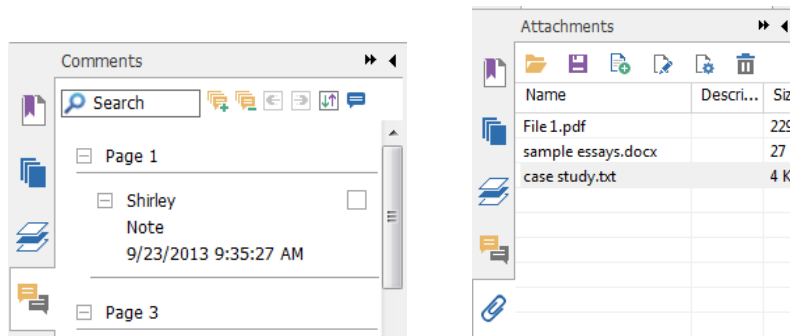 Comments
Search
Page 1
Shirley
Note
9/23/2013 9:35:27 AM
Page 3
Attachments
Name Descri... Siz
File 1.pdf 229
sample essays.docx 27
case study.txt 4 K